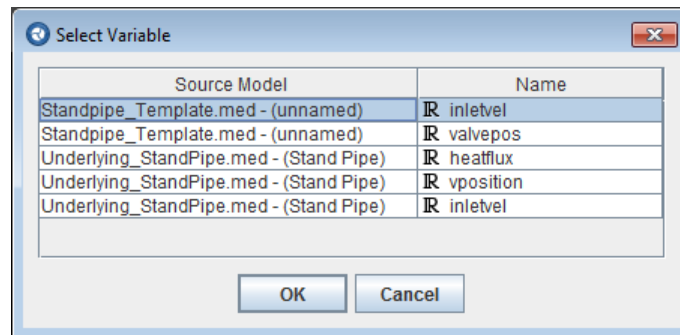 Select Variable
Source Model Name
Standpipe_Template.med - (unnamed) ℝ inletvel
Standpipe_Template.med - (unnamed) ℝ valvepos
Underlying_StandPipe.med - (Stand Pipe) ℝ heatflux
Underlying_StandPipe.med - (Stand Pipe) ℝ vposition
Underlying_StandPipe.med - (Stand Pipe) ℝ inletvel
OK Cancel